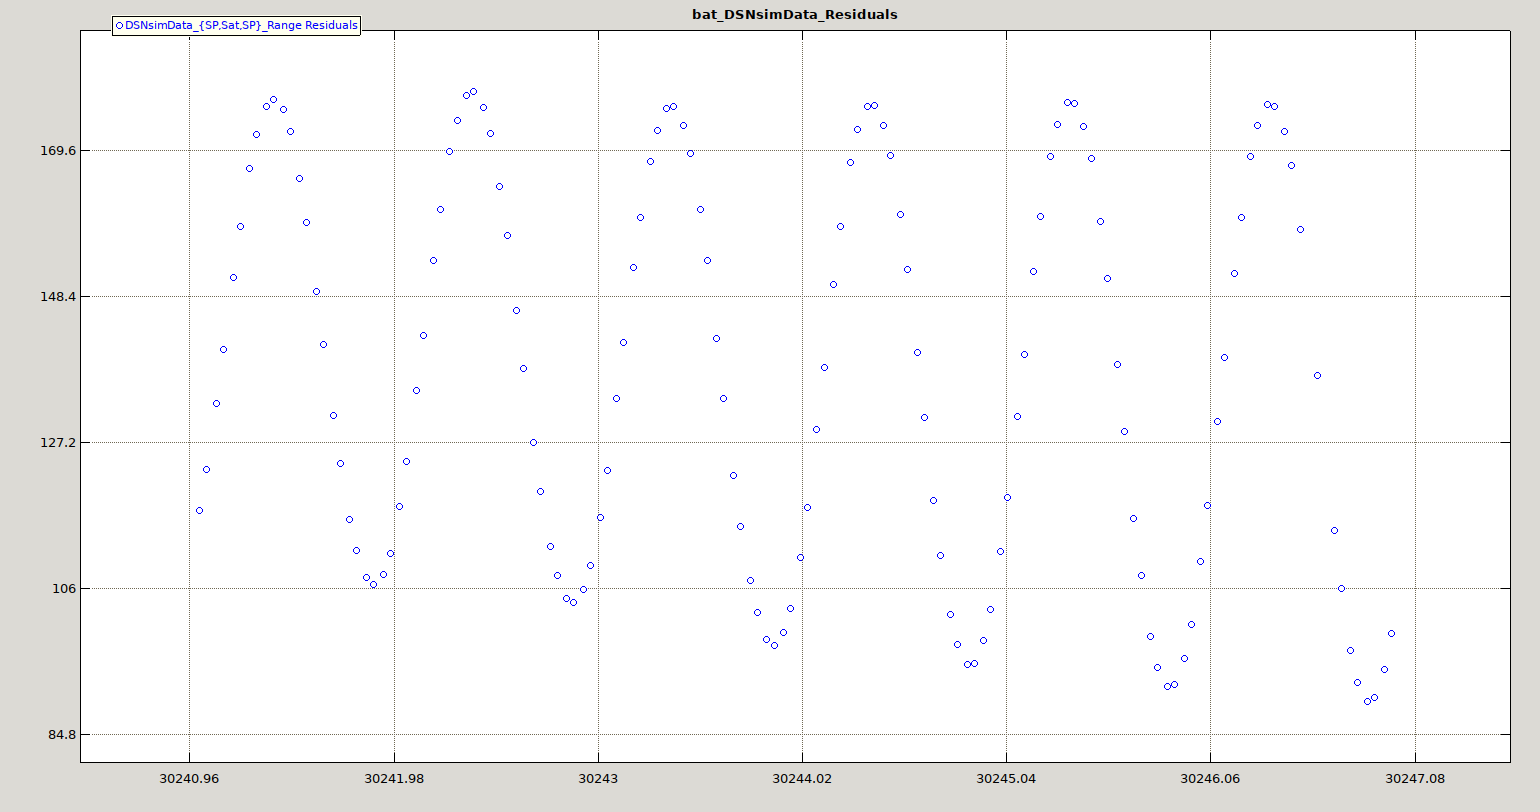 bat_DSNsimData_Residuals
DSNsimData_{SP,Sat,SP}_Range Residuals
169.6
148.4
127.2
106
84.8
30240.96 30241.98 30243 30244.02 30245.04 30246.06 30247.08